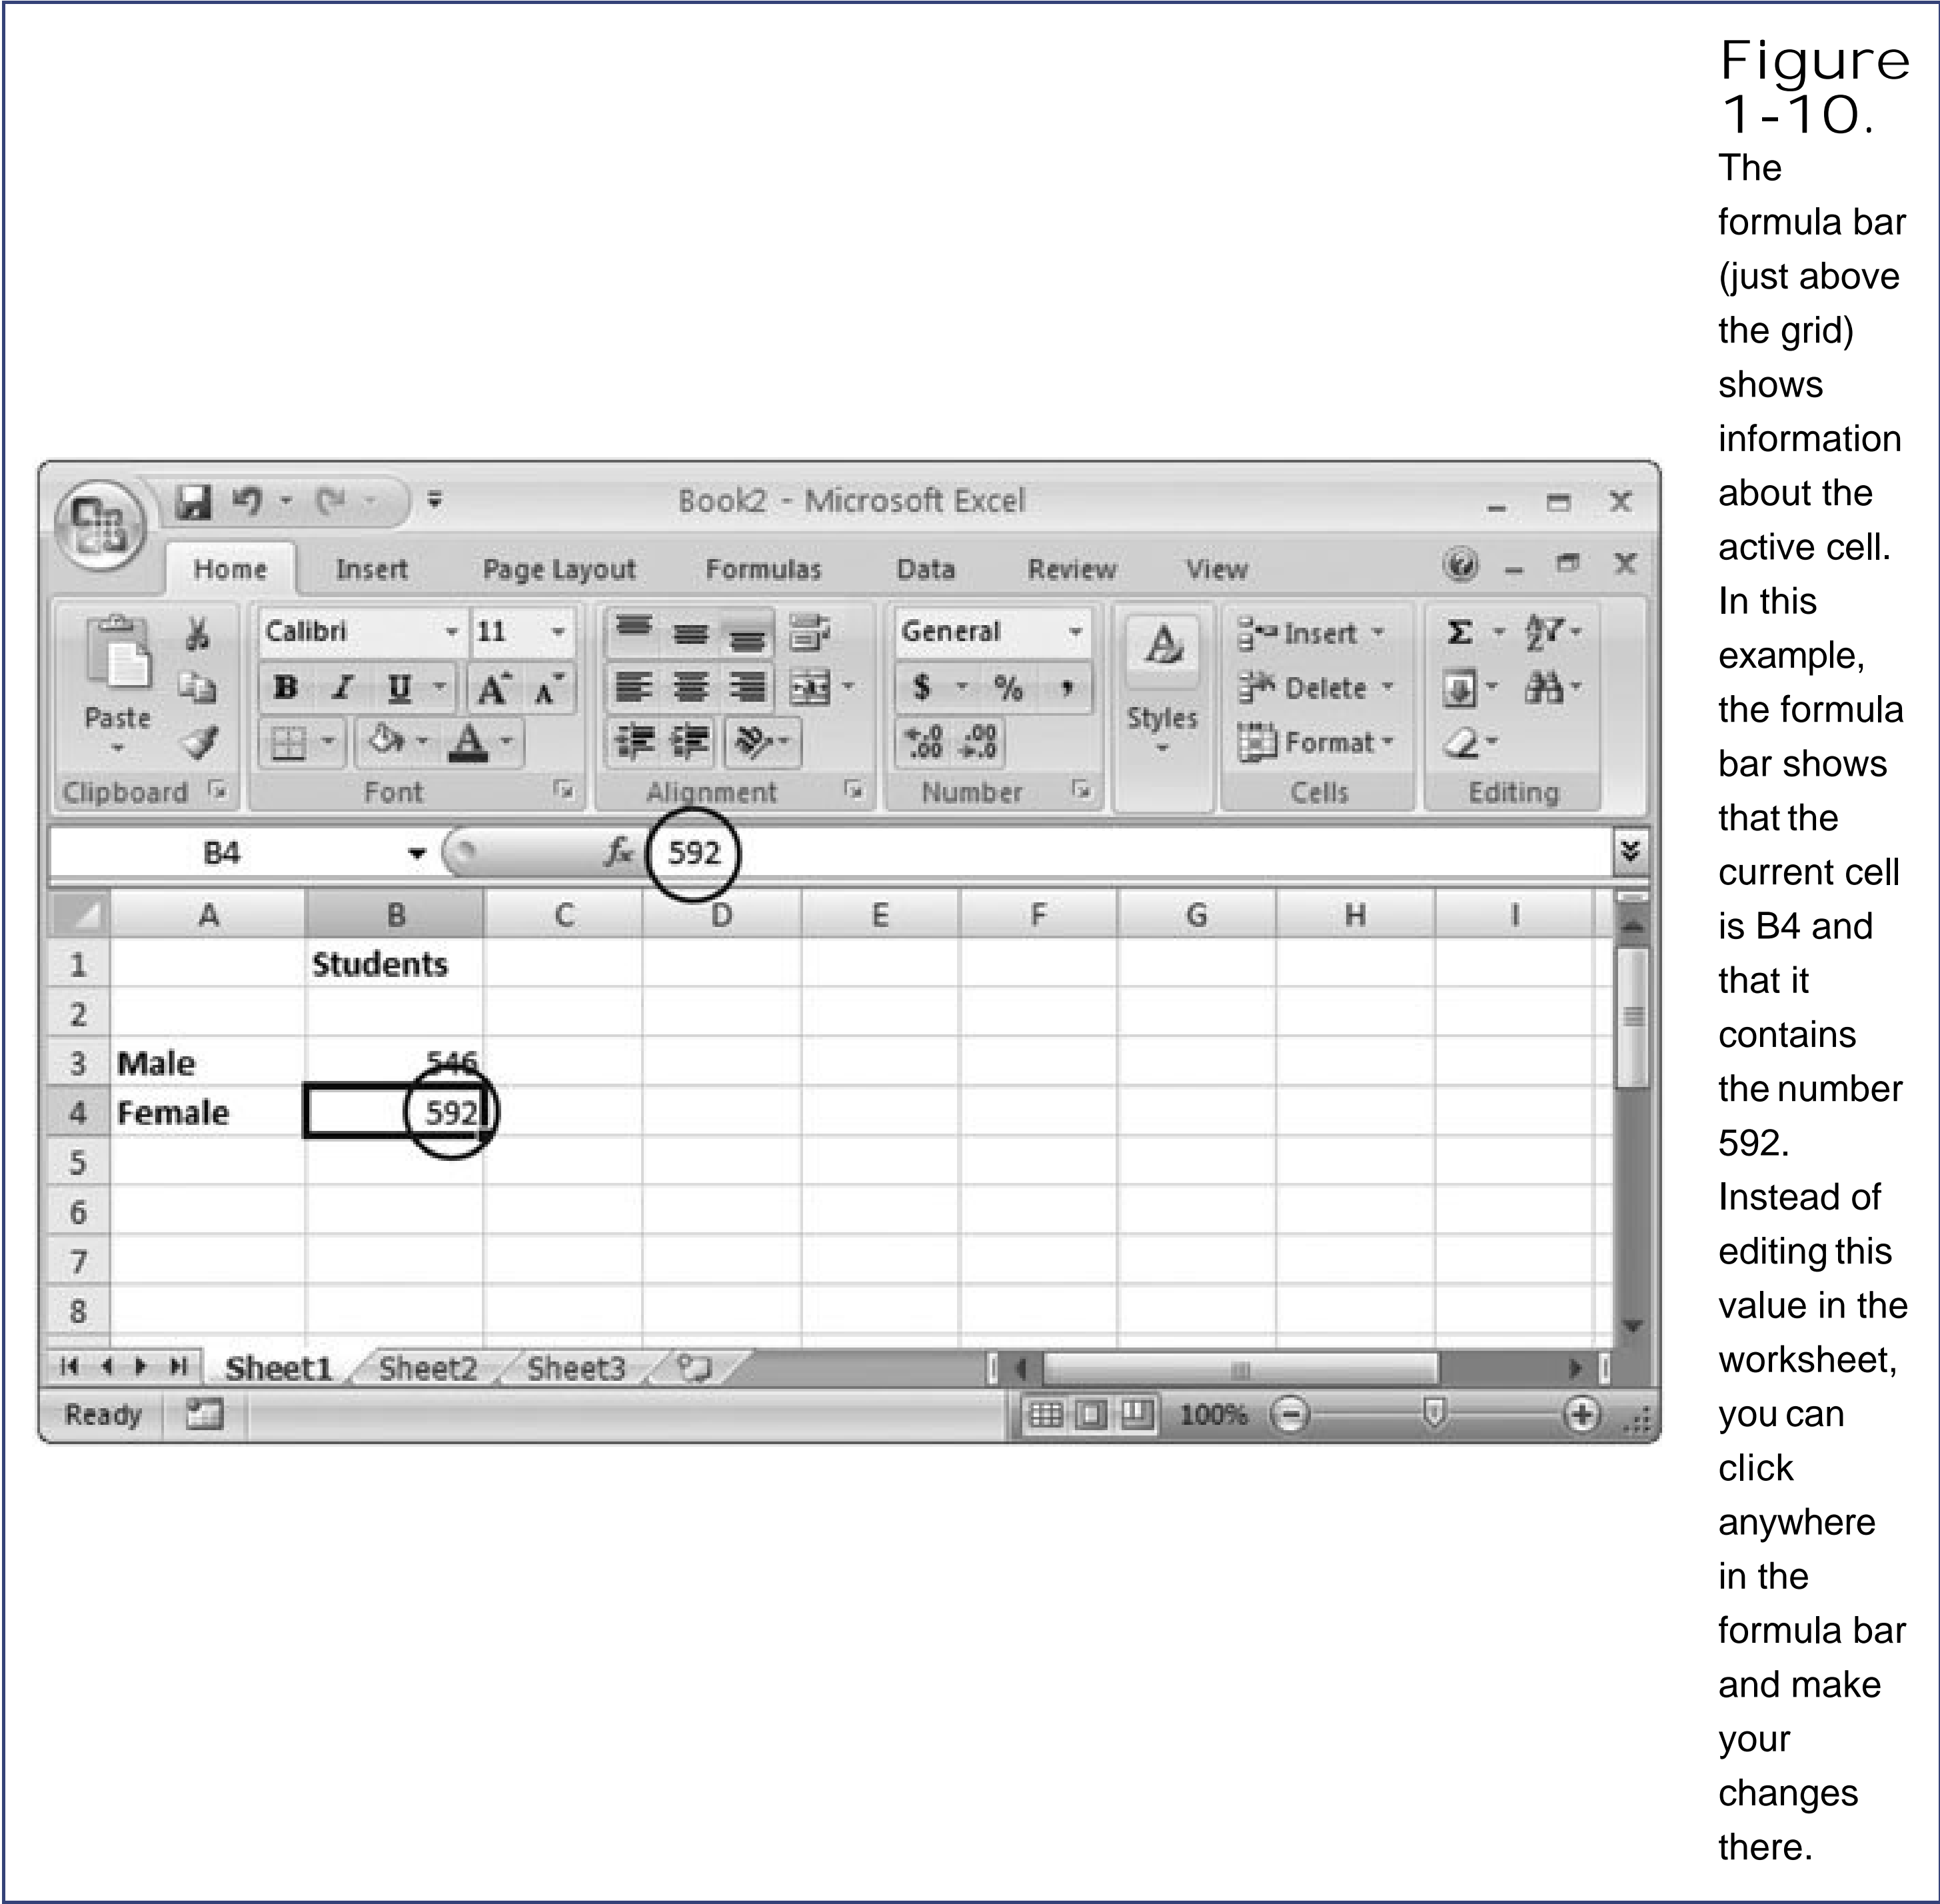 Figure
1-10.
The
formula bar
(just above
the grid)
shows
information
about the
active cell.
In this
example,
the formula
bar shows
that the
current cell
is B4 and
that it
contains
the number
592.
Instead of
editing this
value in the
worksheet,
you can
click
anywhere
in the
formula bar
and make
your
changes
there.
Book2 - Microsoft Excel
Home Insert Page Layout Formulas Data Review View
Calibri 11 General Insert Σ
B I U A A $ % , Delete
Paste Styles
A .0 .00 .00 .0 Format
Clipboard Font Alignment Number Cells Editing
B4 fx 592
A B C D E F G H I
1 Students
2
3 Male 546
4 Female 592
5
6
7
8
Sheet1 Sheet2 Sheet3
Ready 100%